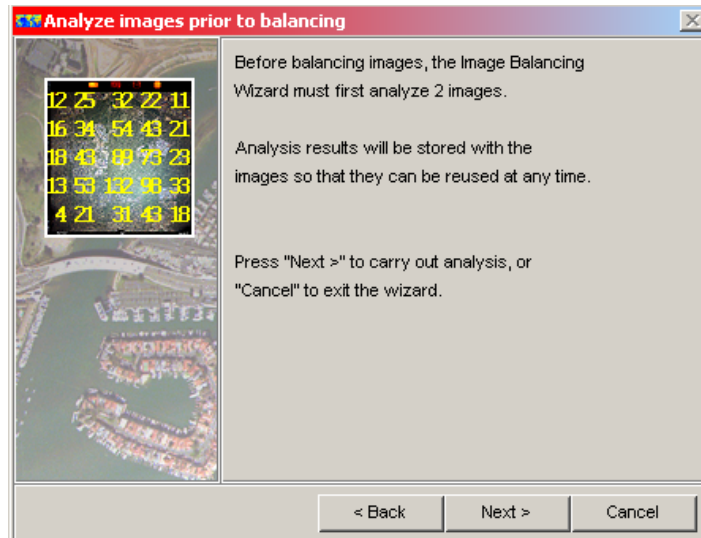 Analyze images prior to balancing
12 25 32 22 11
16 34 54 43 21
18 43 89 73 23
13 53 132 98 33
4 21 31 43 18
Before balancing images, the Image Balancing
Wizard must first analyze 2 images.
Analysis results will be stored with the
images so that they can be reused at any time.
Press "Next >" to carry out analysis, or
"Cancel" to exit the wizard.
< Back
Next >
Cancel